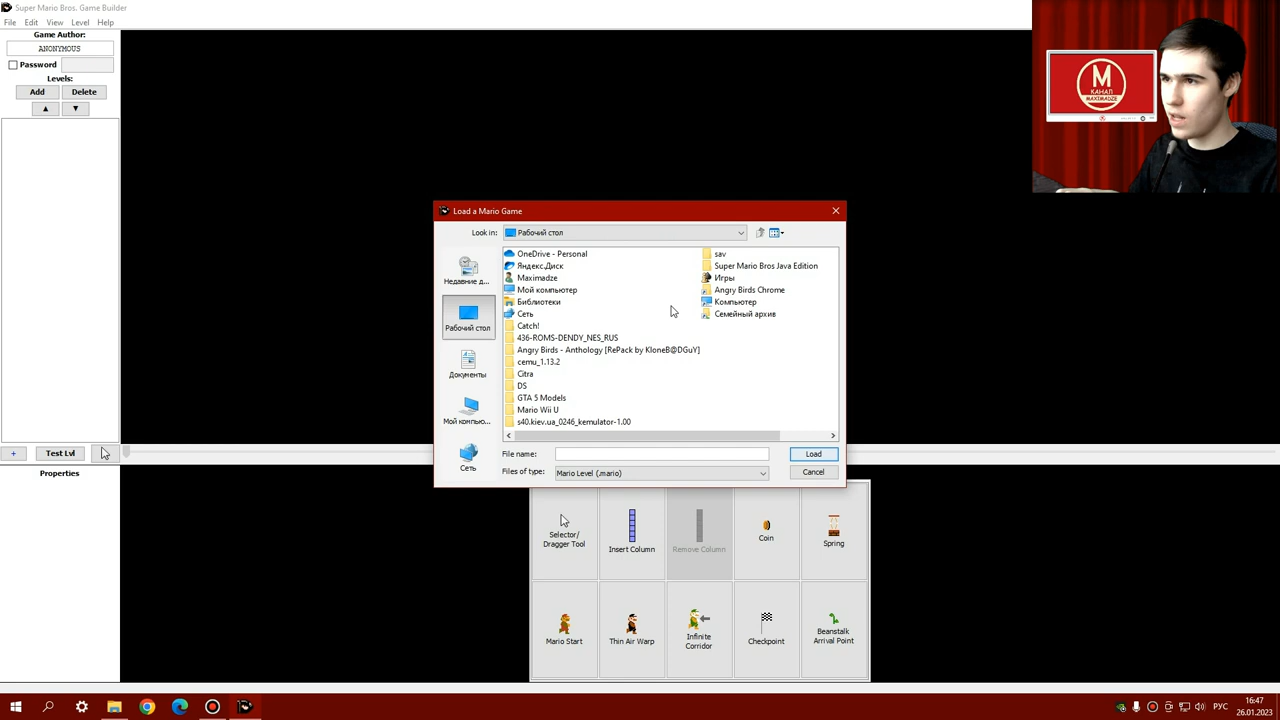 Super Mario Bros. Game Builder
File Edit View Level Help
Game Author:
ANONYMOUS
Password
Levels:
Add Delete
▲ ▼
М
КАНАЛ
MAXIMADZE
Load a Mario Game
Look in: Рабочий стол
Недавние д...
Рабочий стол
Документы
Мой компью...
Сеть
OneDrive - Personal
Яндекс.Диск
Maximadze
Мой компьютер
Библиотеки
Сеть
Catch!
436-ROMS-DENDY_NES_RUS
Angry Birds - Anthology [RePack by KloneB@DGuY]
cemu_1.13.2
Citra
DS
GTA 5 Models
Mario Wii U
s40.kiev.ua_0246_kemulator-1.00
sav
Super Mario Bros Java Edition
Игры
Angry Birds Chrome
Компьютер
Семейный архив
File name: Load
Files of type: Mario Level (.mario) Cancel
+ Test Lvl
Properties
Selector/
Dragger Tool
Insert Column
Remove Column
Coin
Spring
Mario Start
Thin Air Warp
Infinite
Corridor
Checkpoint
Beanstalk
Arrival Point
РУС
16:47
26.01.2023